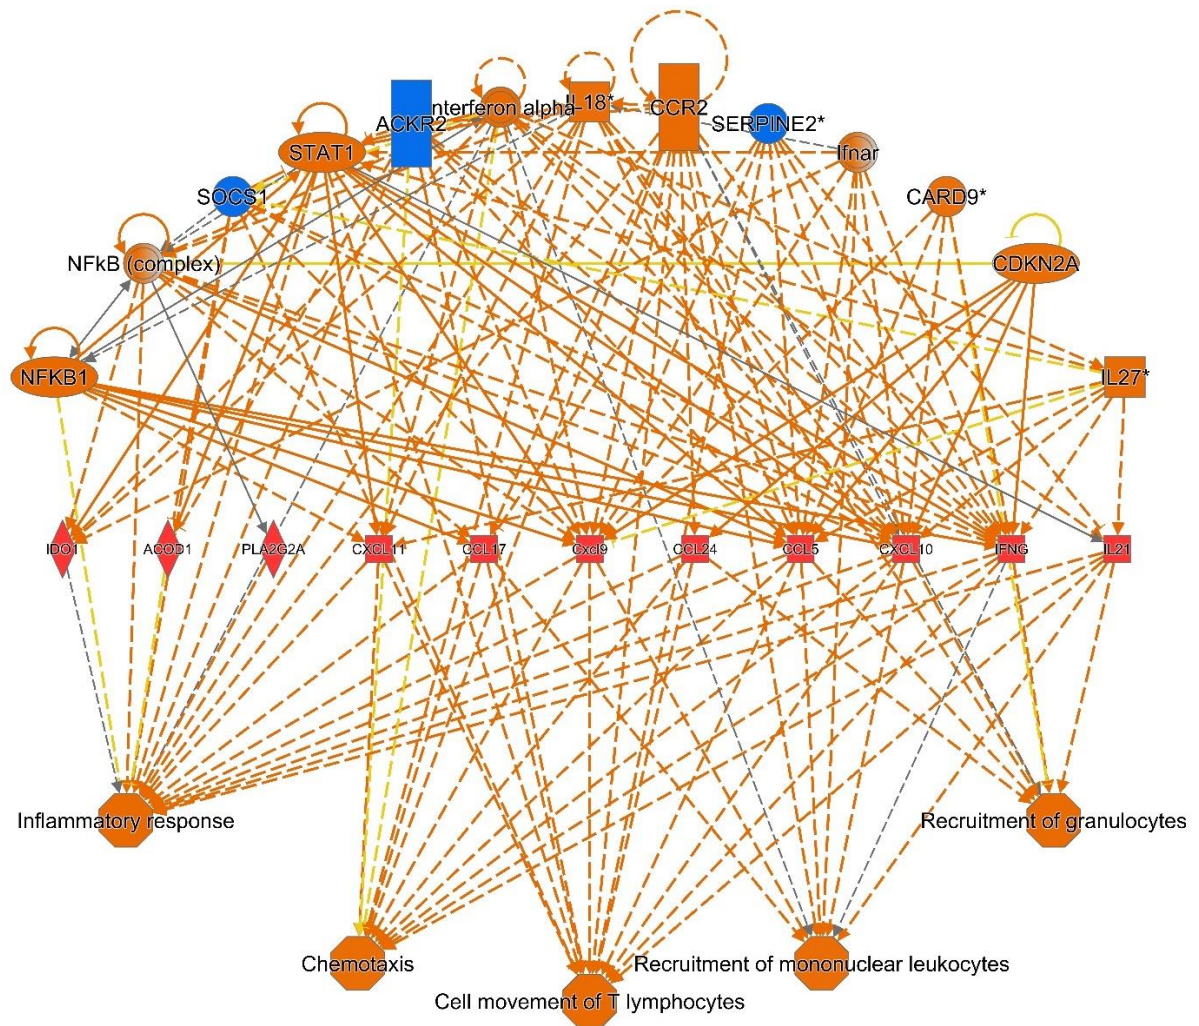 Interferon alpha
IL18*
CCR2
ACKR2
SERPINE2*
STAT1
Ifnar
SOCS1
CARD9*
NFkB (complex)
CDKN2A
NFKB1
IL27*
IDO1
ACOD1
PLA2G2A
CXCL11
CCL17
Cxcl9
CCL24
CCL5
CXCL10
IFNG
IL21
Inflammatory response
Recruitment of granulocytes
Chemotaxis
Recruitment of mononuclear leukocytes
Cell movement of T lymphocytes